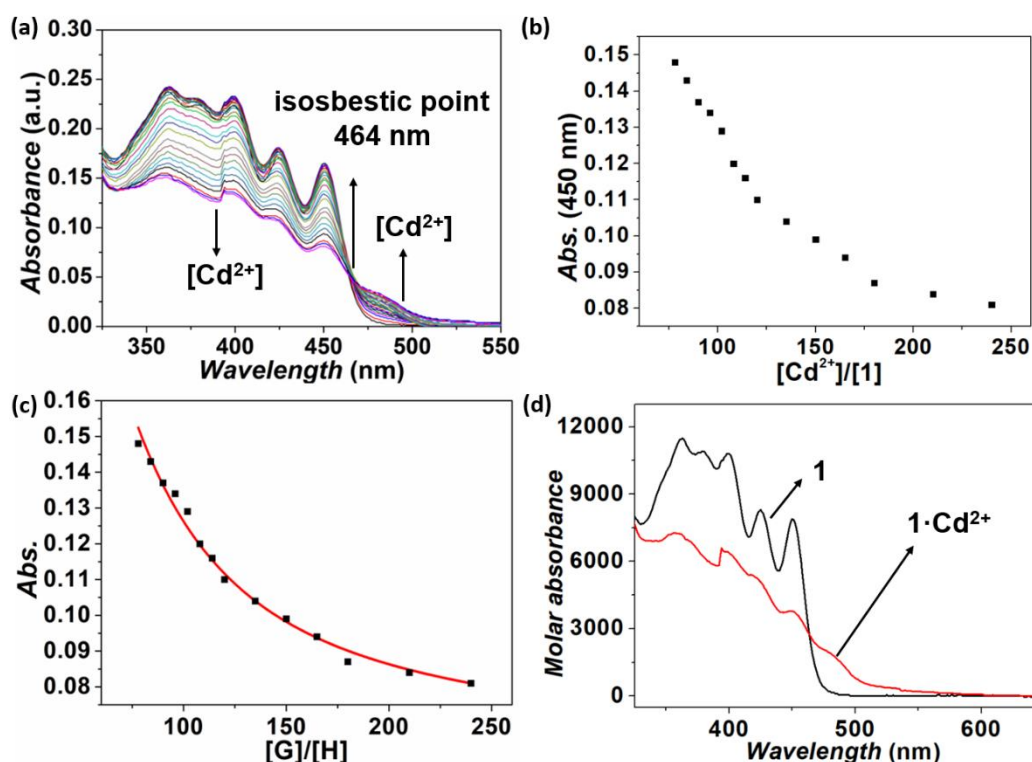 (a)
0.30
0.25
0.20
0.15
0.10
0.05
0.00
Absorbance (a.u.)
isosbestic point
464 nm
[Cd²⁺]
[Cd²⁺]
350 400 450 500 550
Wavelength (nm)
(b)
0.15
0.14
0.13
0.12
0.11
0.10
0.09
0.08
Abs. (450 nm)
100 150 200 250
[Cd²⁺]/[1]
(c)
0.16
0.15
0.14
0.13
0.12
0.11
0.10
0.09
0.08
Abs.
100 150 200 250
[G]/[H]
(d)
12000
9000
6000
3000
0
Molar absorbance
1
1·Cd²⁺
400 500 600
Wavelength (nm)